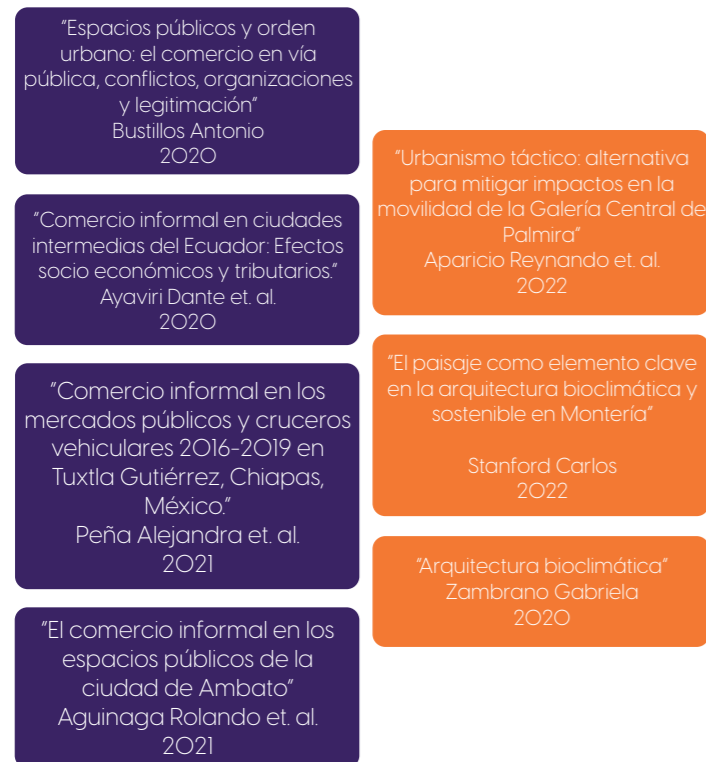 "Espacios públicos y orden
urbano: el comercio en vía
pública, conflictos, organizaciones
y legitimación"
Bustillos Antonio
2020
"Comercio informal en ciudades
intermedias del Ecuador: Efectos
socio económicos y tributarios."
Ayaviri Dante et. al.
2020
"Comercio informal en los
mercados públicos y cruceros
vehiculares 2016-2019 en
Tuxtla Gutiérrez, Chiapas,
México."
Peña Alejandra et. al.
2021
"El comercio informal en los
espacios públicos de la
ciudad de Ambato"
Aguinaga Rolando et. al.
2021
"Urbanismo táctico: alternativa
para mitigar impactos en la
movilidad de la Galería Central de
Palmira"
Aparicio Reynando et. al.
2022
"El paisaje como elemento clave
en la arquitectura bioclimática y
sostenible en Montería"
Stanford Carlos
2022
"Arquitectura bioclimática"
Zambrano Gabriela
2020